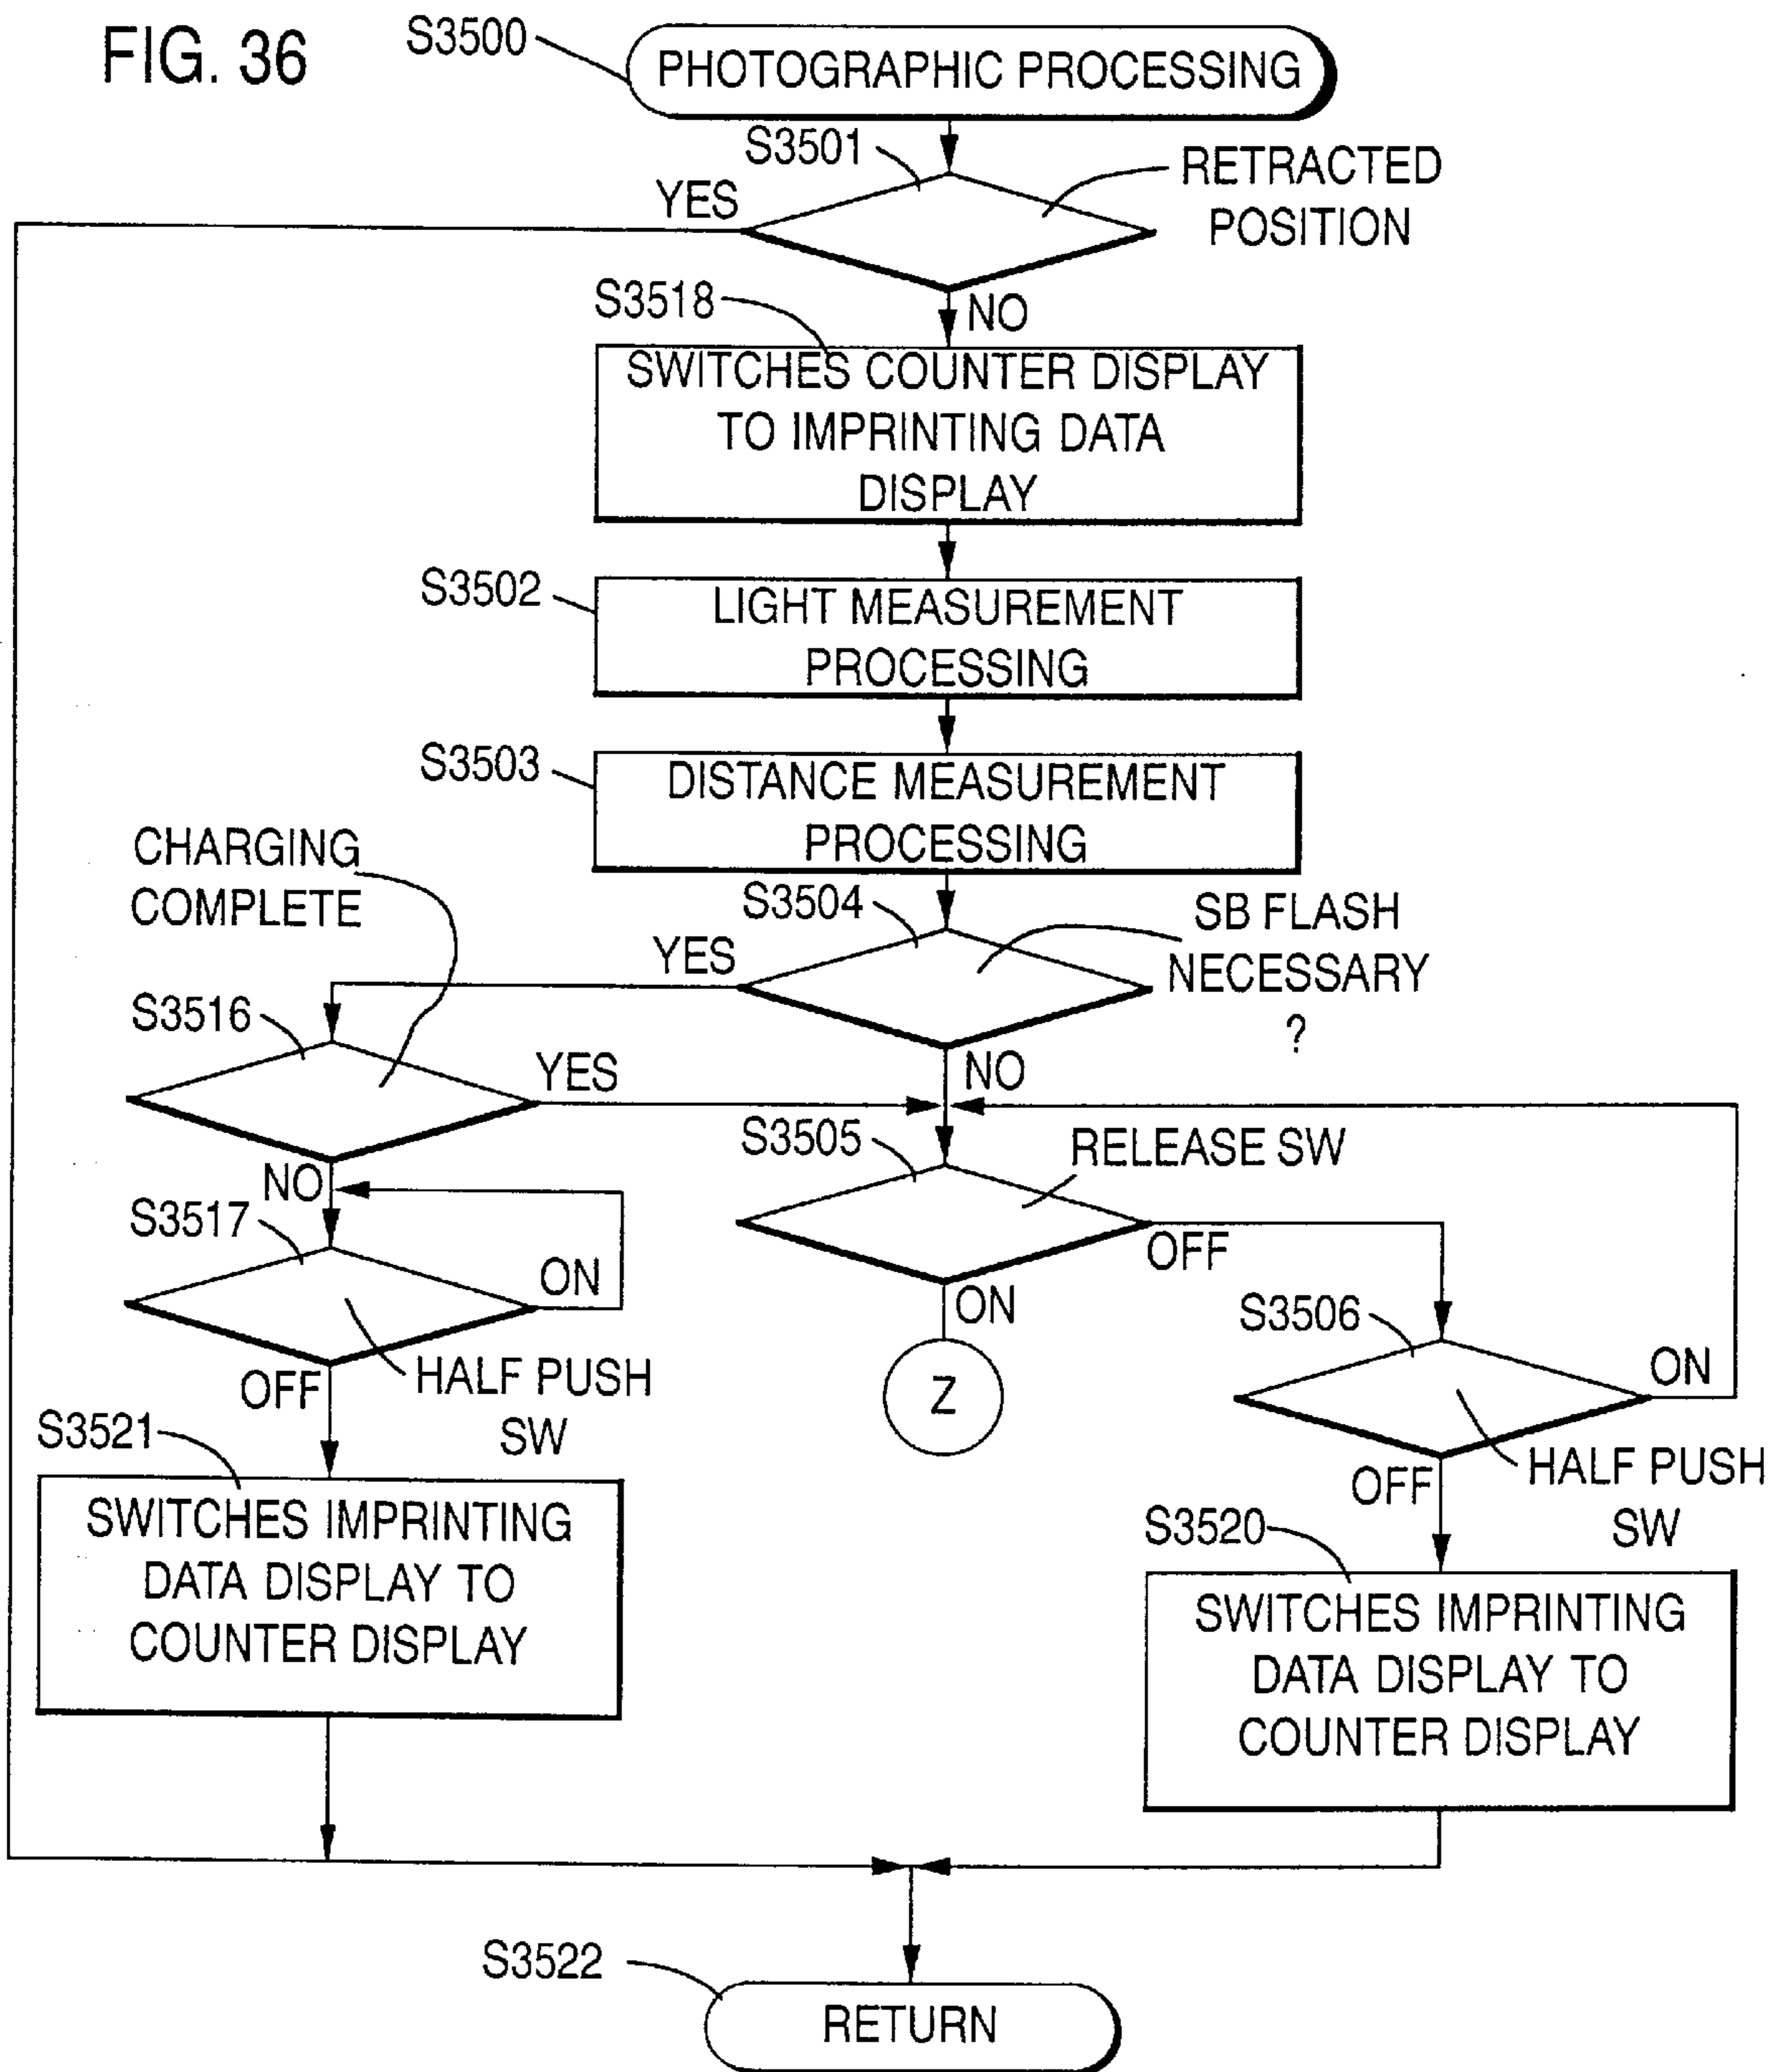 FIG. 36
S3500
PHOTOGRAPHIC PROCESSING
S3501
RETRACTED
POSITION
YES
NO
S3518
SWITCHES COUNTER DISPLAY
TO IMPRINTING DATA
DISPLAY
S3502
LIGHT MEASUREMENT
PROCESSING
S3503
DISTANCE MEASUREMENT
PROCESSING
CHARGING
COMPLETE
S3504
SB FLASH
NECESSARY
?
YES
NO
S3516
YES
NO
S3505
RELEASE SW
OFF
ON
Z
S3517
ON
HALF PUSH
SW
OFF
S3506
ON
HALF PUSH
SW
OFF
S3521
SWITCHES IMPRINTING
DATA DISPLAY TO
COUNTER DISPLAY
S3520
SWITCHES IMPRINTING
DATA DISPLAY TO
COUNTER DISPLAY
S3522
RETURN